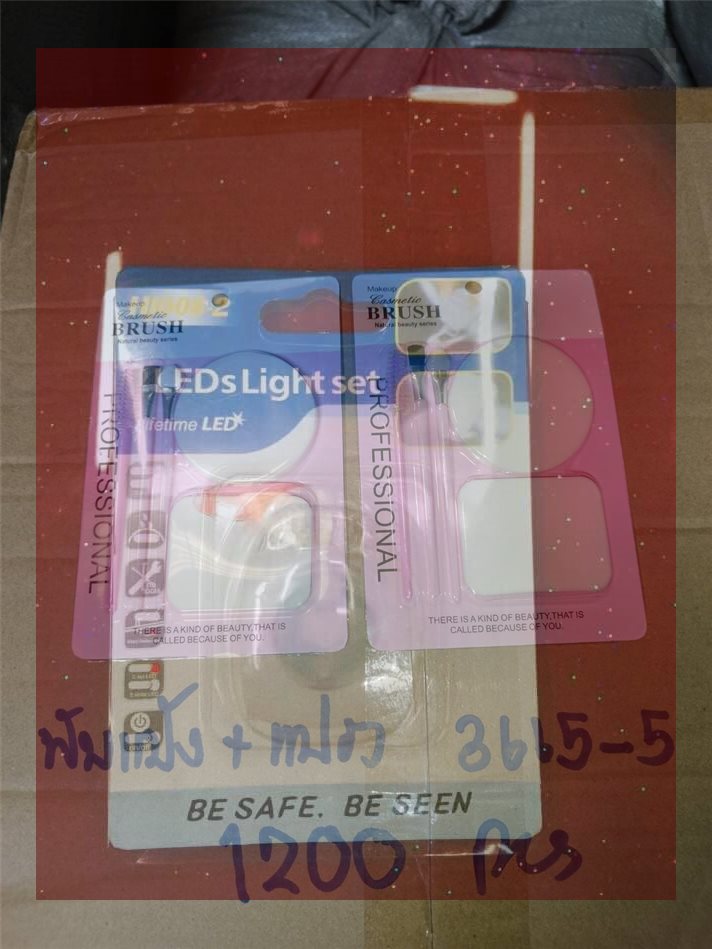 Makeup
Cosmetic
BRUSH
Natural beauty series
PROFESSIONAL
THERE IS A KIND OF BEAUTY,THAT IS
CALLED BECAUSE OF YOU.
Makeup
Cosmetic
BRUSH
Natural beauty series
PROFESSIONAL
THERE IS A KIND OF BEAUTY,THAT IS
CALLED BECAUSE OF YOU.
LEDs Light set
lifetime LED
BE SAFE. BE SEEN
พัฟแป้ง + แปรง 3615-5
1200 pcs